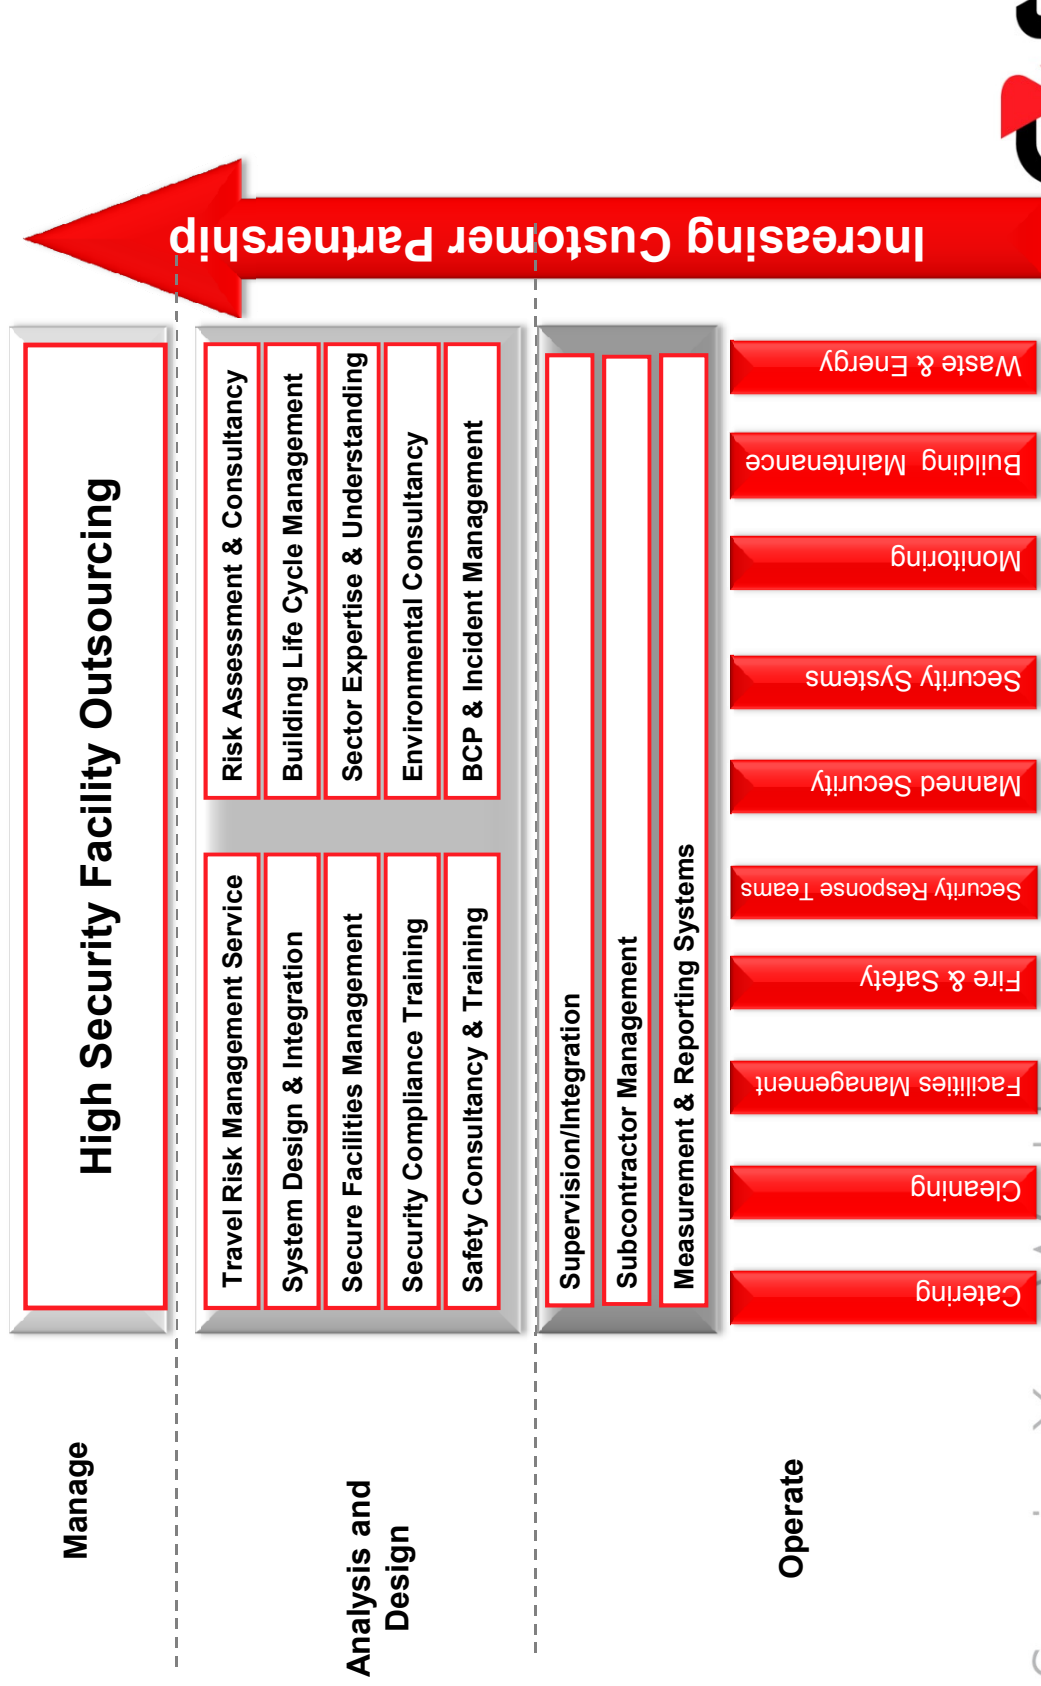 Manage
High Security Facility Outsourcing
Analysis and
Design
Travel Risk Management Service
System Design & Integration
Secure Facilities Management
Security Compliance Training
Safety Consultancy & Training
Risk Assessment & Consultancy
Building Life Cycle Management
Sector Expertise & Understanding
Environmental Consultancy
BCP & Incident Management
Operate
Supervision/Integration
Subcontractor Management
Measurement & Reporting Systems
Catering
Cleaning
Facilities Management
Fire & Safety
Security Response Teams
Manned Security
Security Systems
Monitoring
Building Maintenance
Waste & Energy
Increasing Customer Partnership